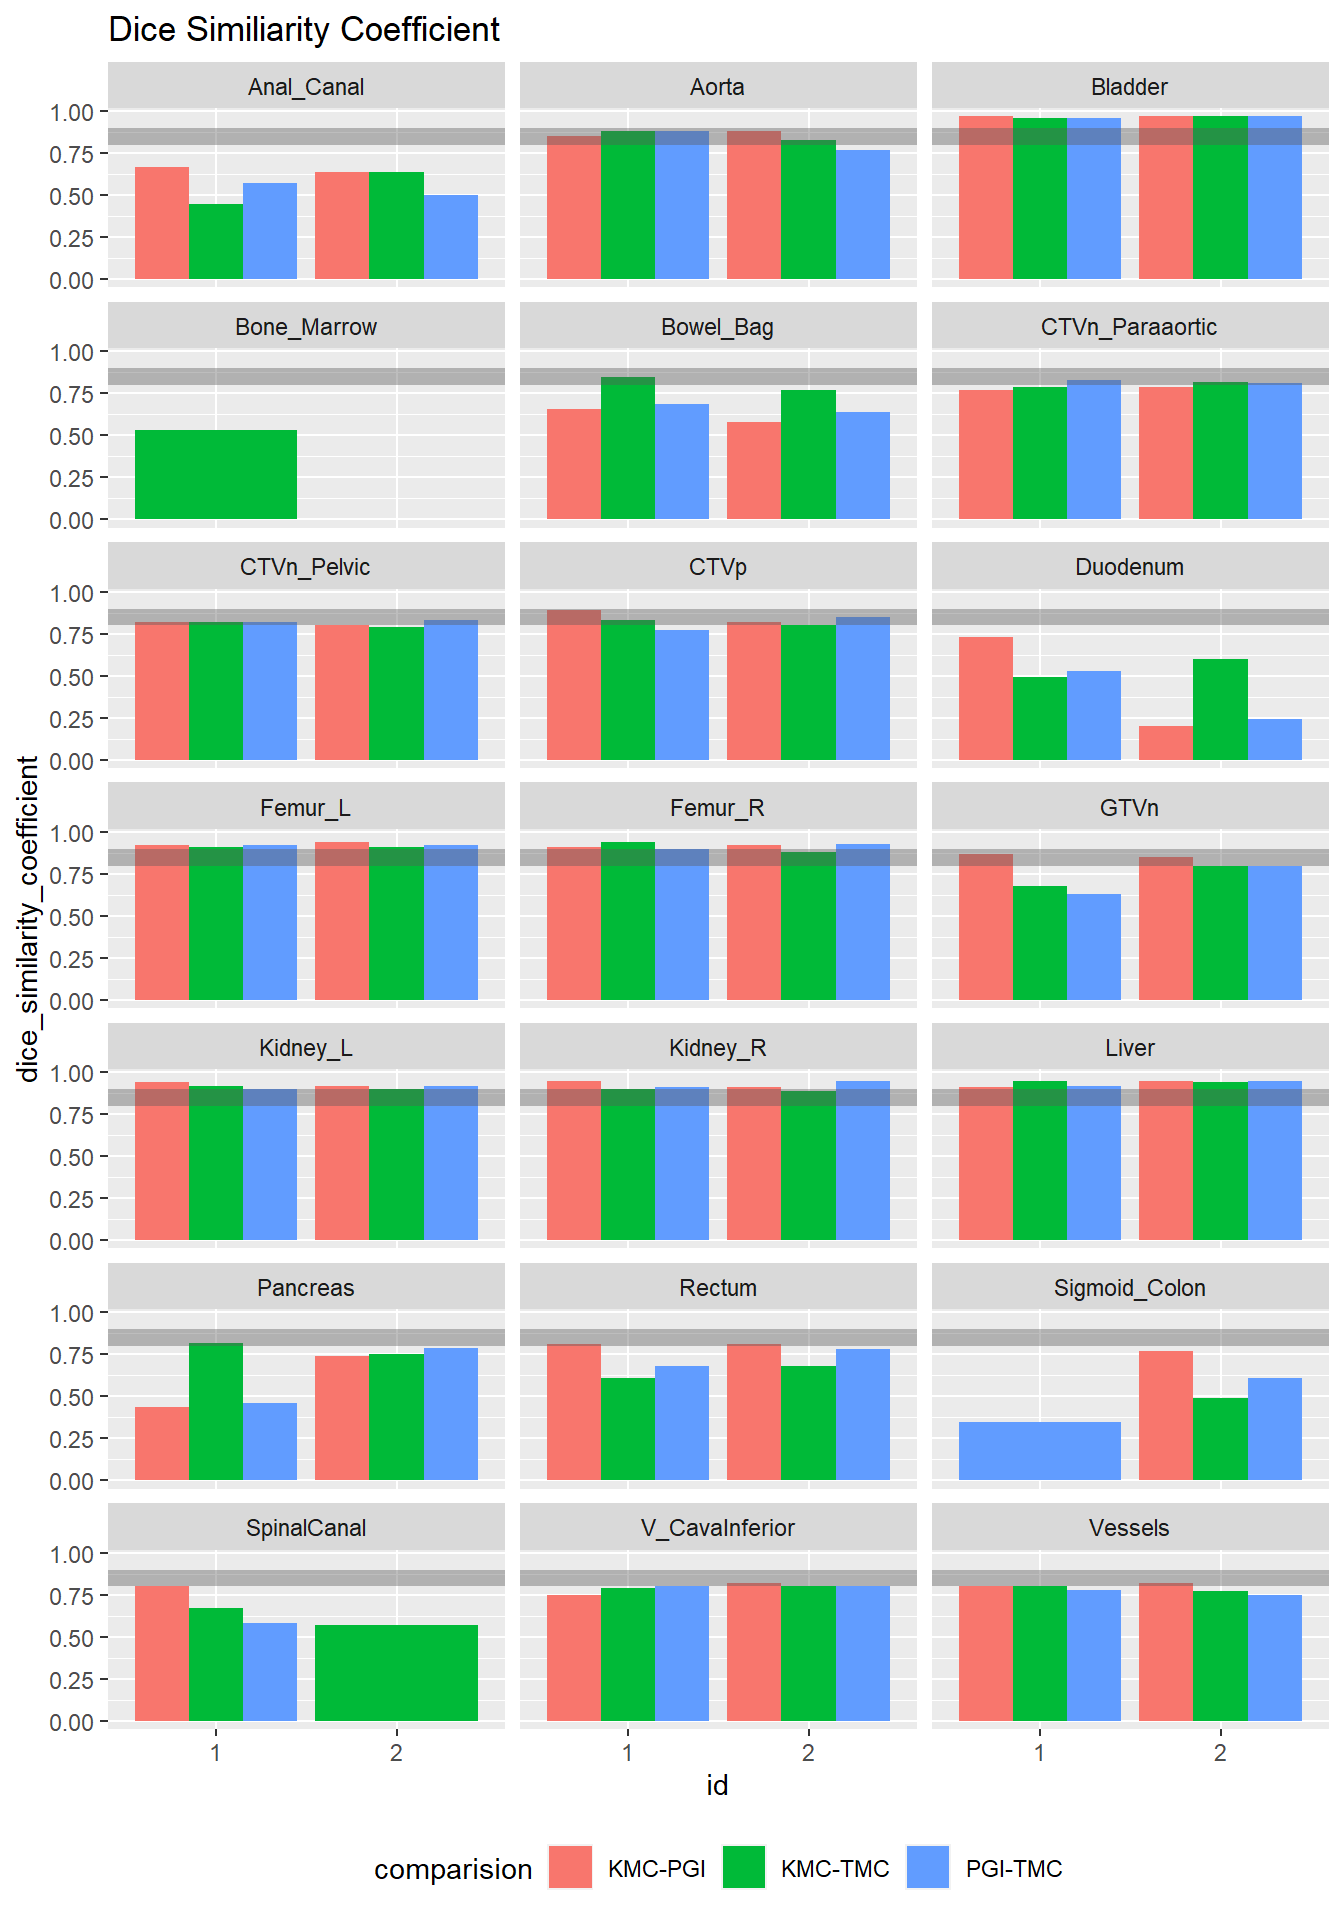 Dice Similiarity Coefficient
Anal_Canal Aorta Bladder
1.00
0.75
0.50
0.25
0.00
Bone_Marrow Bowel_Bag CTVn_Paraaortic
1.00
0.75
0.50
0.25
0.00
CTVn_Pelvic CTVp Duodenum
1.00
0.75
0.50
0.25
0.00
dice_similarity_coefficient
Femur_L Femur_R GTVn
1.00
0.75
0.50
0.25
0.00
Kidney_L Kidney_R Liver
1.00
0.75
0.50
0.25
0.00
Pancreas Rectum Sigmoid_Colon
1.00
0.75
0.50
0.25
0.00
SpinalCanal V_CavaInferior Vessels
1.00
0.75
0.50
0.25
0.00
1 2 1 2 1 2
id
comparision KMC-PGI KMC-TMC PGI-TMC